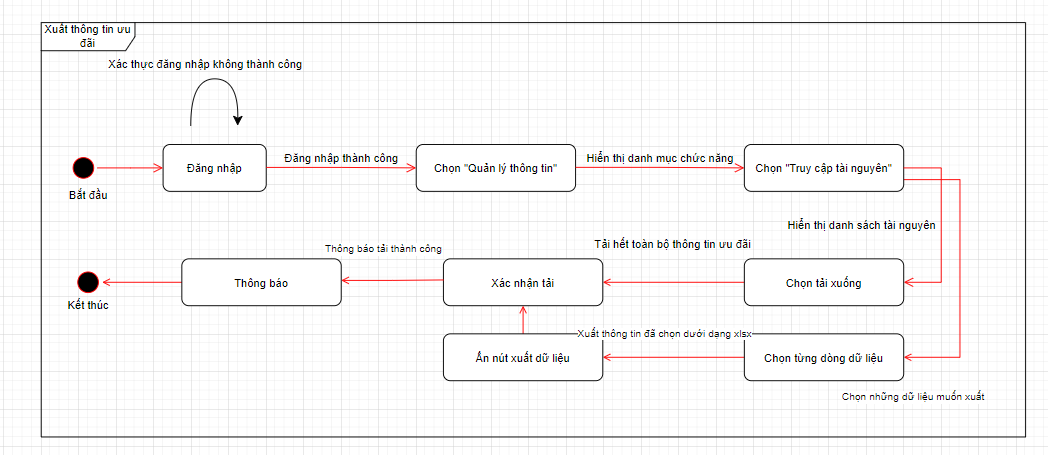 Xuất thông tin ưu
đãi
Xác thực đăng nhập không thành công
Bắt đầu
Đăng nhập
Đăng nhập thành công
Chọn "Quản lý thông tin"
Hiển thị danh mục chức năng
Chọn "Truy cập tài nguyên"
Hiển thị danh sách tài nguyên
Tải hết toàn bộ thông tin ưu đãi
Thông báo tải thành công
Kết thúc
Thông báo
Xác nhận tải
Chọn tải xuống
Xuất thông tin đã chọn dưới dạng xlsx
Ấn nút xuất dữ liệu
Chọn từng dòng dữ liệu
Chọn những dữ liệu muốn xuất